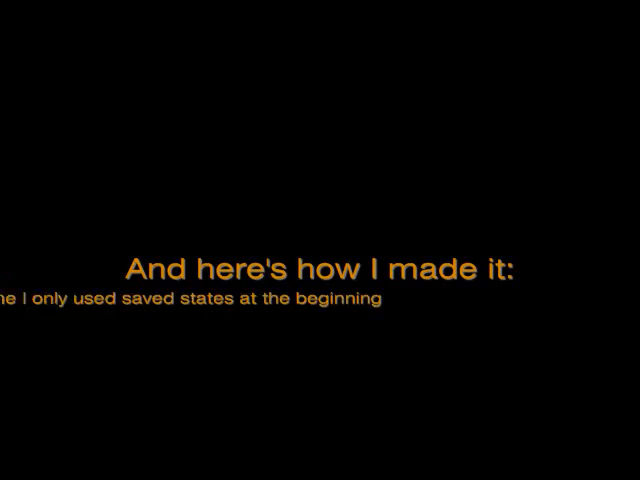 And here's how I made it:
I only used saved states at the beginning